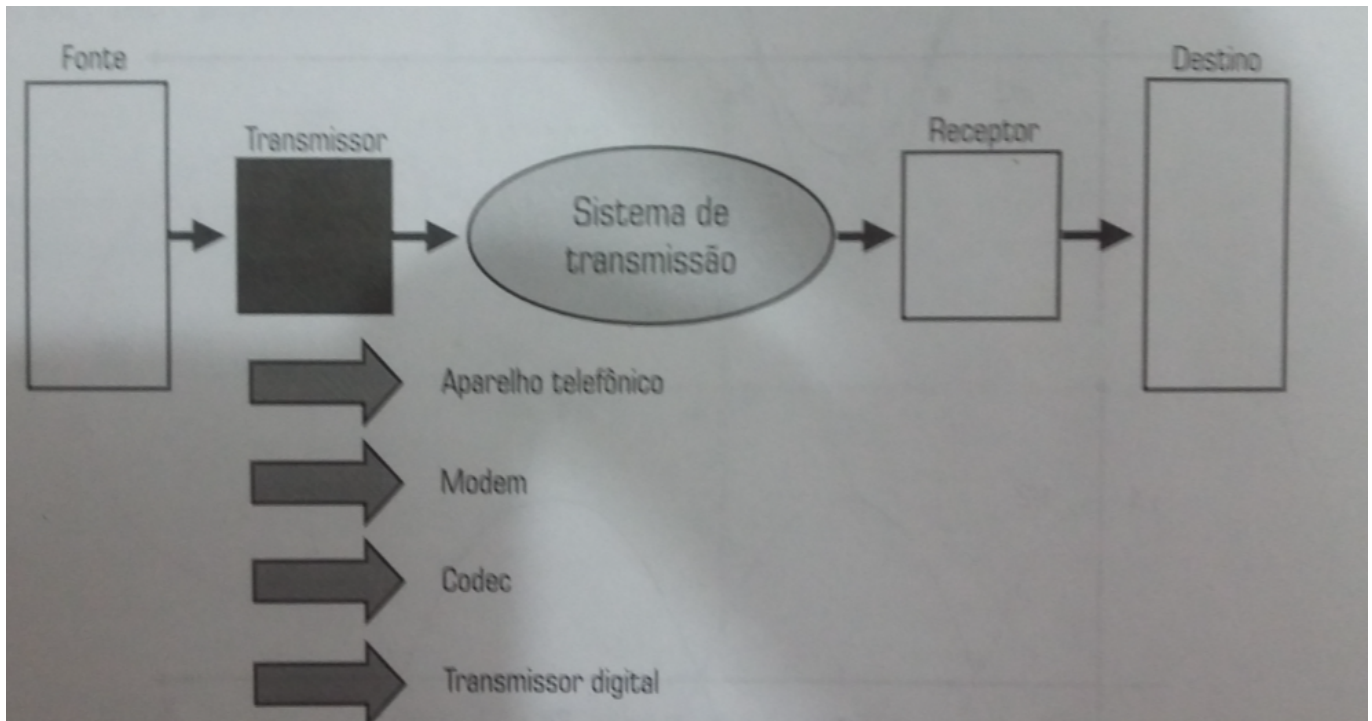 Fonte
Transmissor
Sistema de
transmissão
Receptor
Destino
Aparelho telefônico
Modem
Codec
Transmissor digital